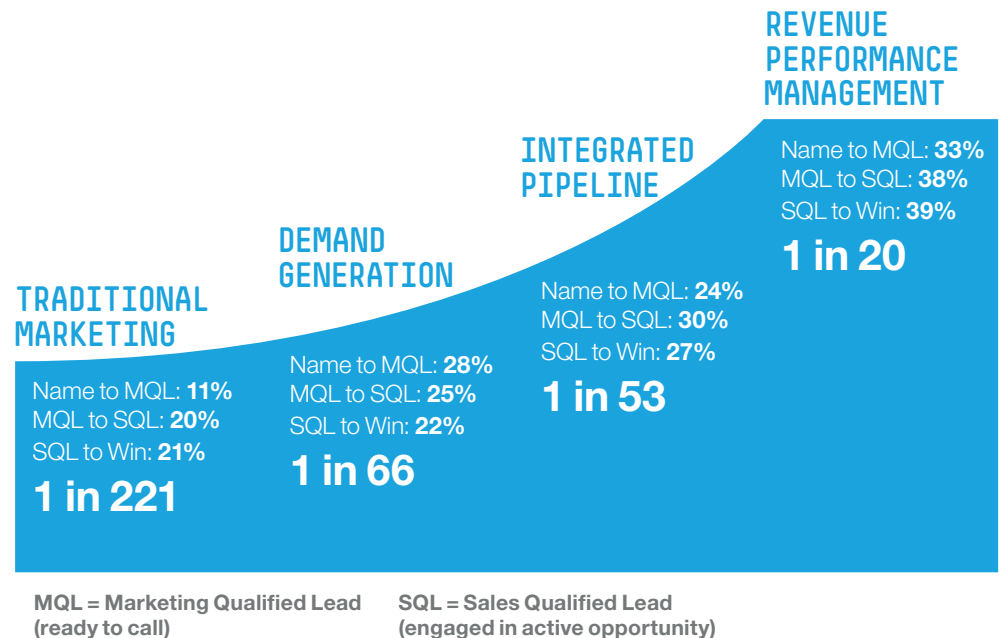 TRADITIONAL
MARKETING
Name to MQL: 11%
MQL to SQL: 20%
SQL to Win: 21%
1 in 221
DEMAND
GENERATION
Name to MQL: 28%
MQL to SQL: 25%
SQL to Win: 22%
1 in 66
INTEGRATED
PIPELINE
Name to MQL: 24%
MQL to SQL: 30%
SQL to Win: 27%
1 in 53
REVENUE
PERFORMANCE
MANAGEMENT
Name to MQL: 33%
MQL to SQL: 38%
SQL to Win: 39%
1 in 20
MQL = Marketing Qualified Lead
(ready to call)
SQL = Sales Qualified Lead
(engaged in active opportunity)